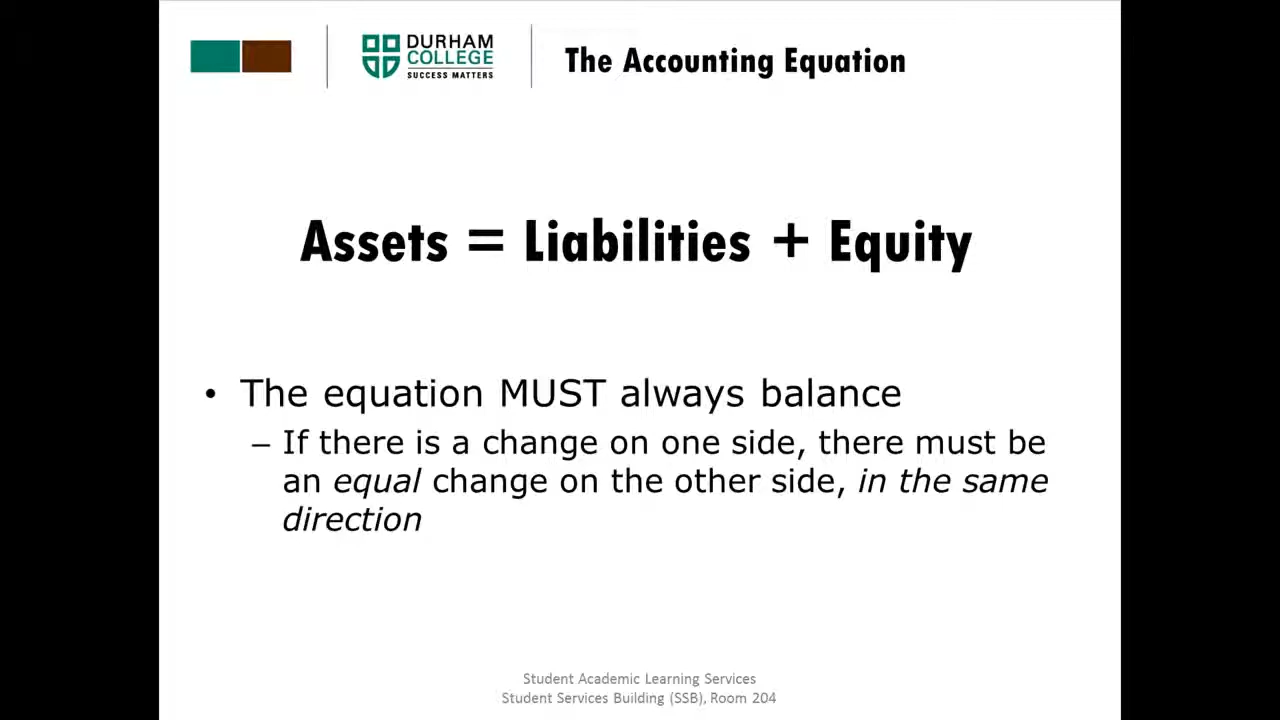 DURHAM
COLLEGE
SUCCESS MATTERS
The Accounting Equation
Assets = Liabilities + Equity
• The equation MUST always balance
– If there is a change on one side, there must be
an equal change on the other side, in the same
direction
Student Academic Learning Services
Student Services Building (SSB), Room 204